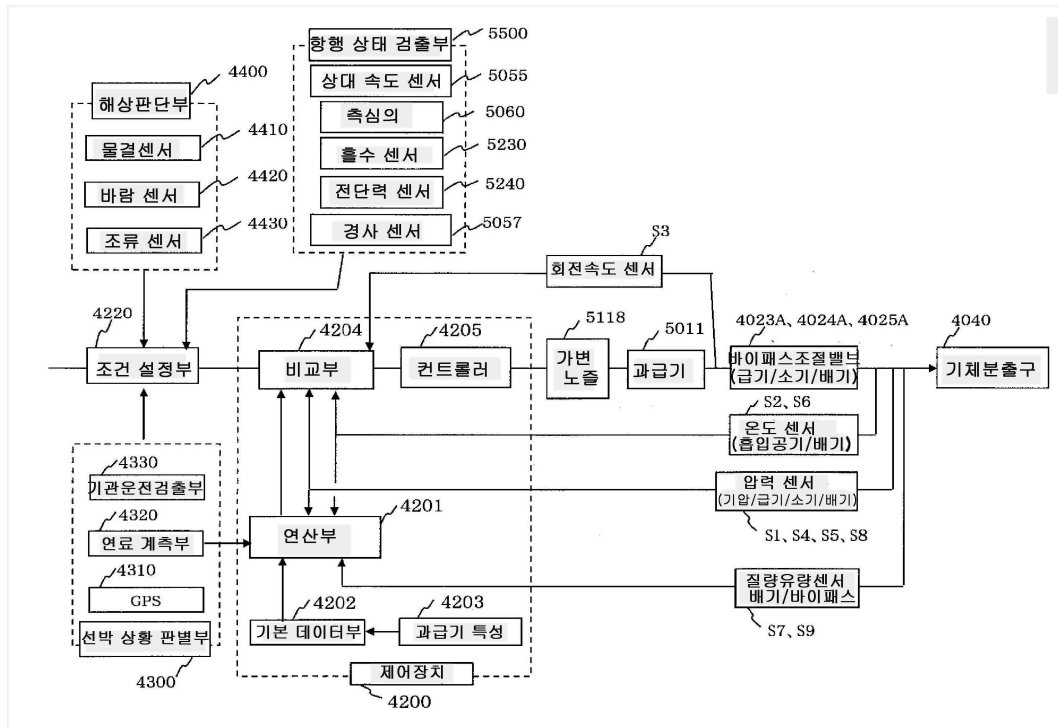 항행 상태 검출부
5500
상대 속도 센서
5055
측심의
5060
흘수 센서
5230
전단력 센서
5240
경사 센서
5057
해상판단부
4400
물결센서
4410
바람 센서
4420
조류 센서
4430
회전속도 센서
S3
4220
조건 설정부
4204
비교부
4205
컨트롤러
5118
가변
노즐
5011
과급기
4023A、4024A、4025A
바이패스조절밸브
(급기/소기/배기)
4040
기체분출구
S2、S6
온도 센서
(흡입공기/배기)
압력 센서
(기압/급기/소기/배기)
S1、S4、S5、S8
4330
기관운전검출부
4320
연료 계측부
4310
GPS
선박 상황 판별부
4300
4201
연산부
4202
기본 데이터부
4203
과급기 특성
질량유량센서
배기/바이패스
S7、S9
제어장치
4200